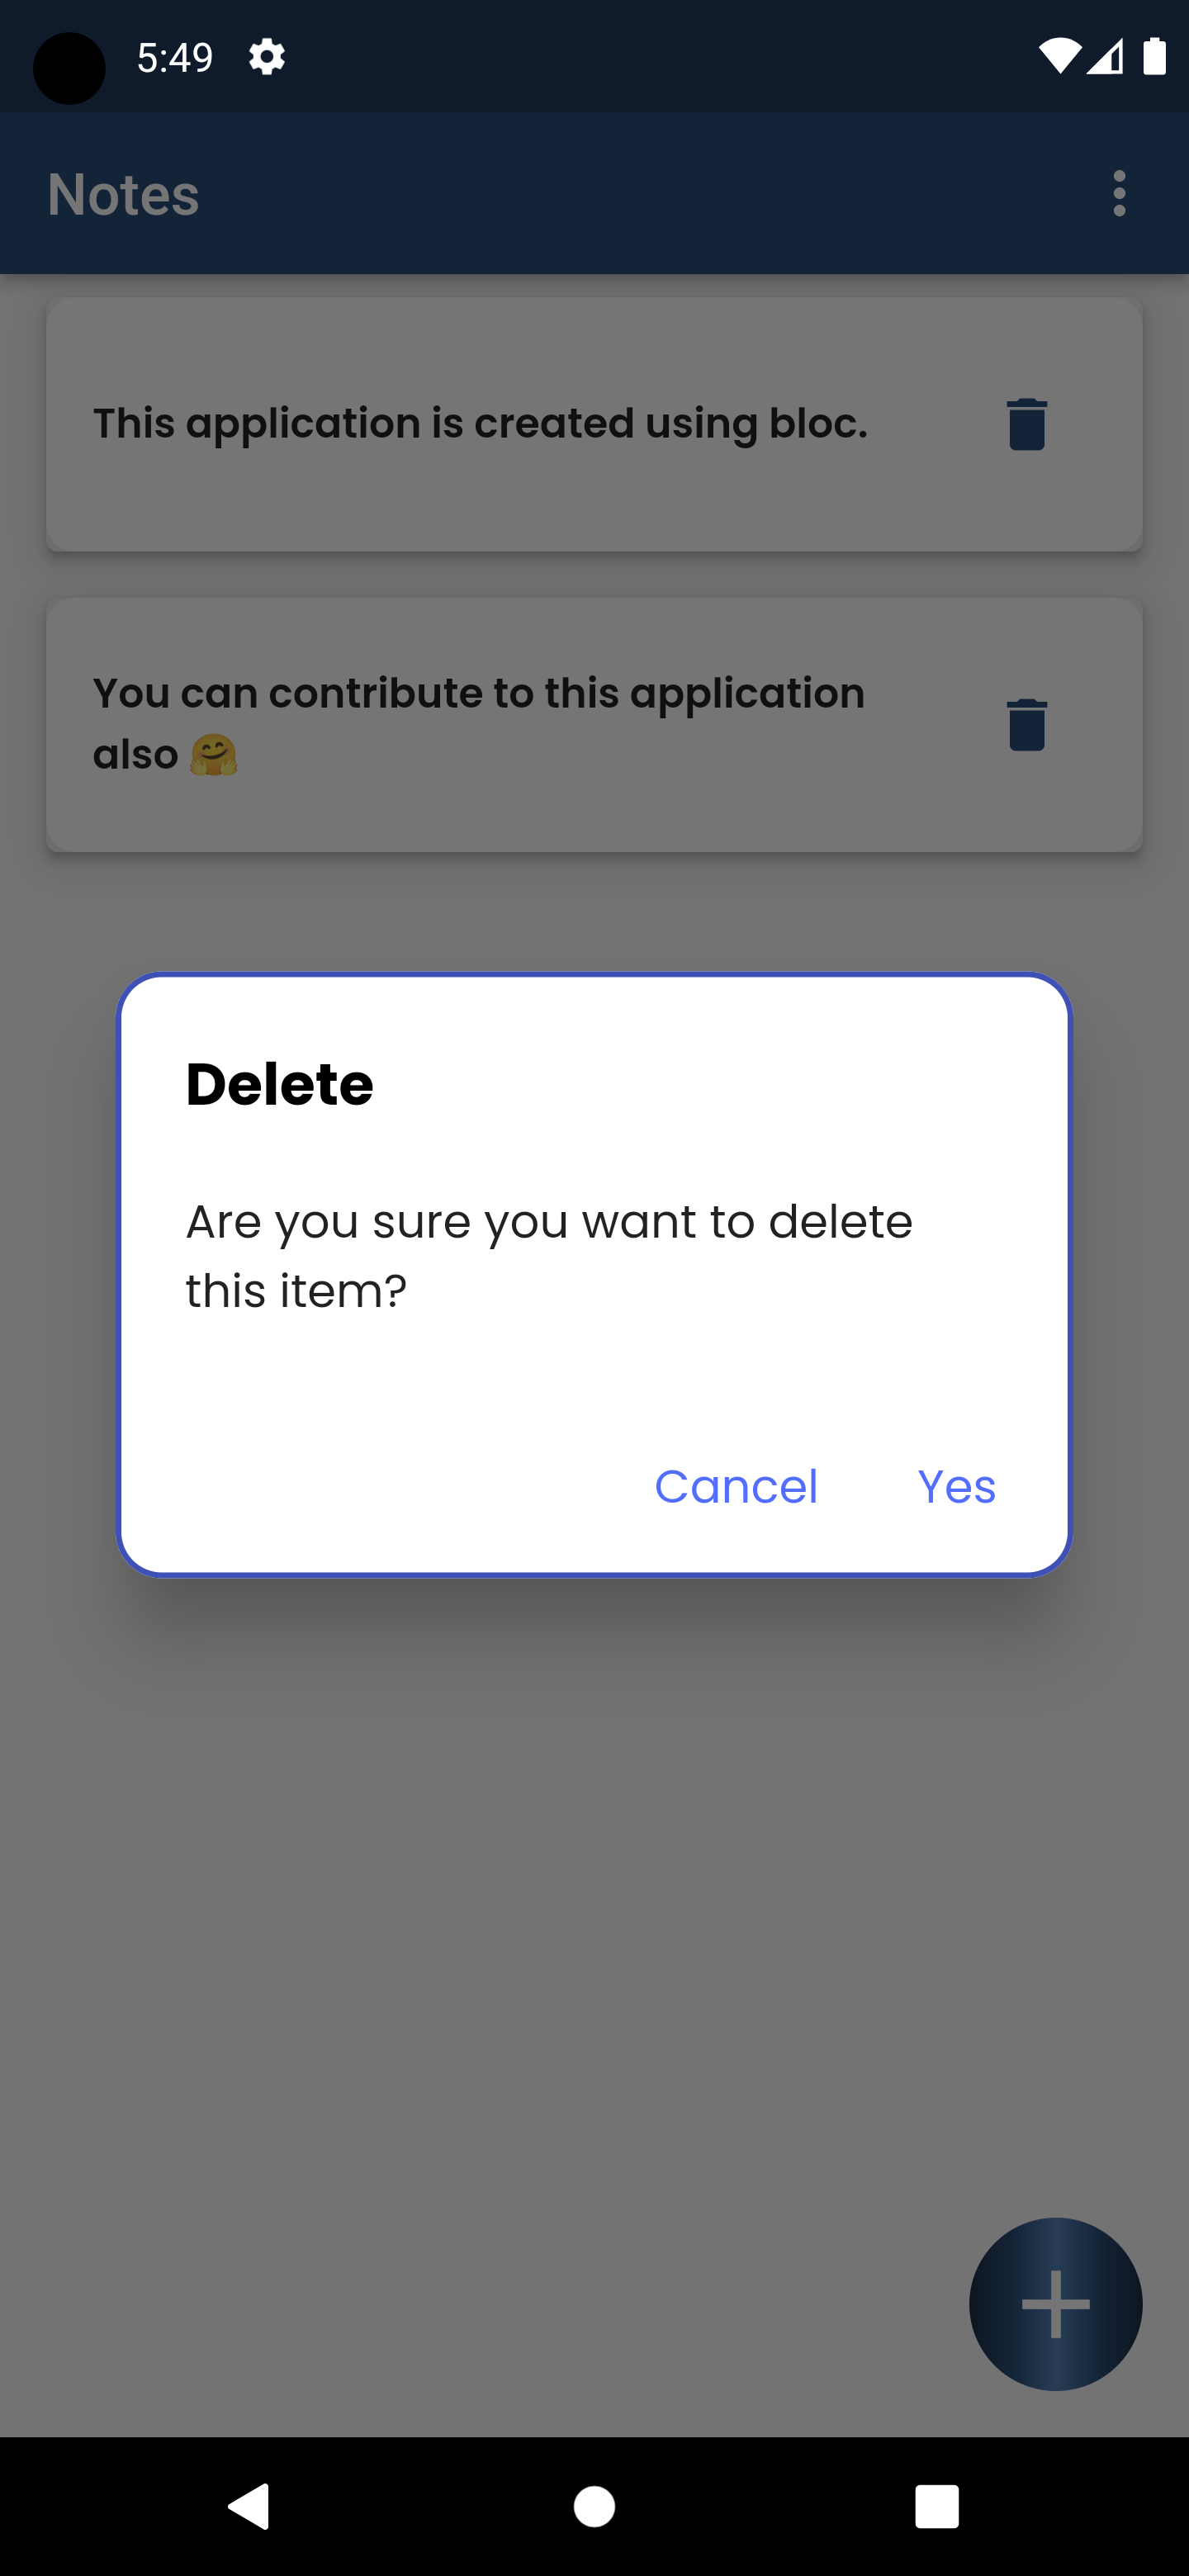 5:49
Notes
This application is created using bloc.
You can contribute to this application
also 🤗
Delete
Are you sure you want to delete
this item?
Cancel Yes